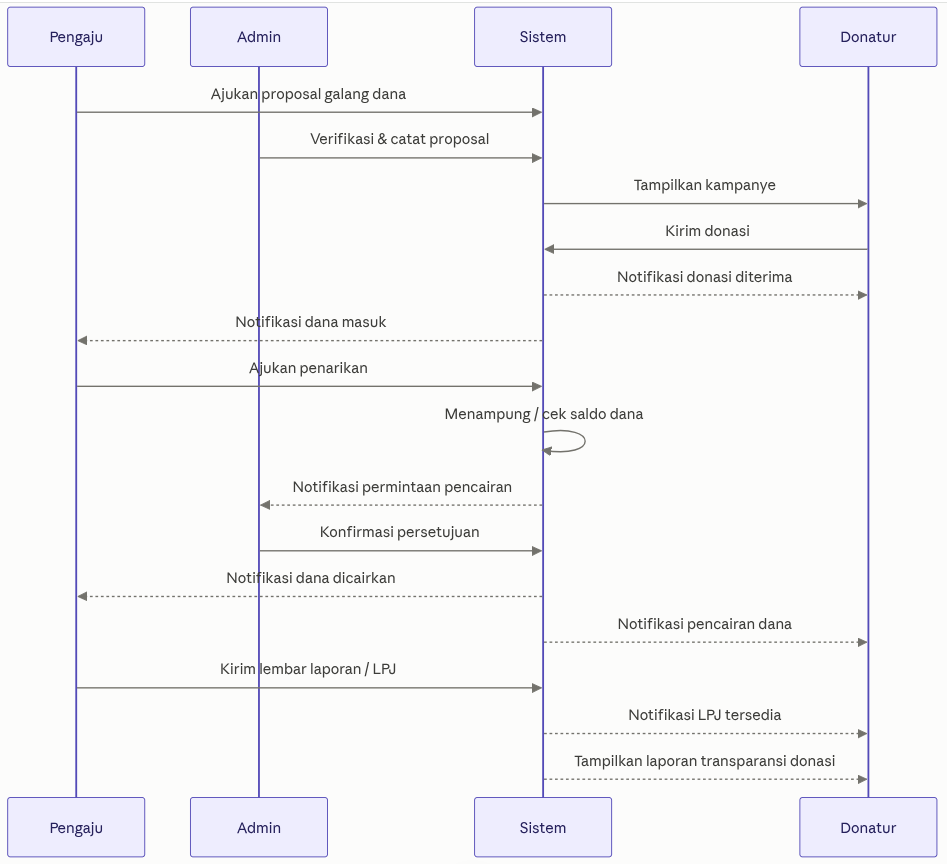 Pengaju
Admin
Sistem
Donatur
Ajukan proposal galang dana
Verifikasi & catat proposal
Tampilkan kampanye
Kirim donasi
Notifikasi donasi diterima
Notifikasi dana masuk
Ajukan penarikan
Menampung / cek saldo dana
Notifikasi permintaan pencairan
Konfirmasi persetujuan
Notifikasi dana dicairkan
Notifikasi pencairan dana
Kirim lembar laporan / LPJ
Notifikasi LPJ tersedia
Tampilkan laporan transparansi donasi
Pengaju
Admin
Sistem
Donatur